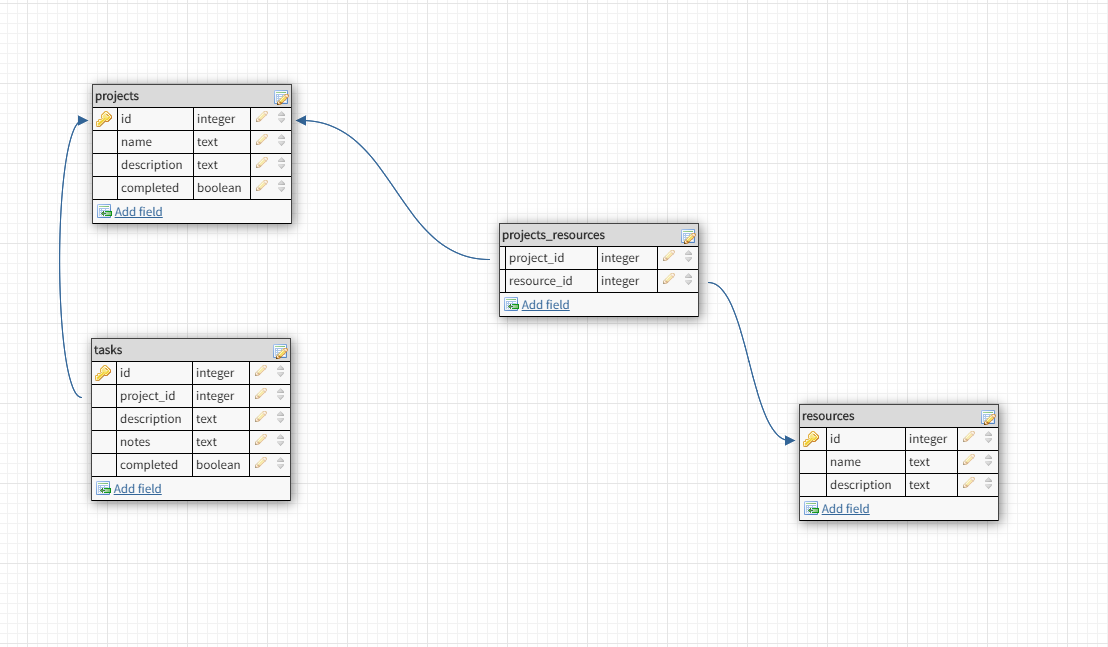 projects
id integer
name text
description text
completed boolean
Add field
projects_resources
project_id integer
resource_id integer
Add field
tasks
id integer
project_id integer
description text
notes text
completed boolean
Add field
resources
id integer
name text
description text
Add field